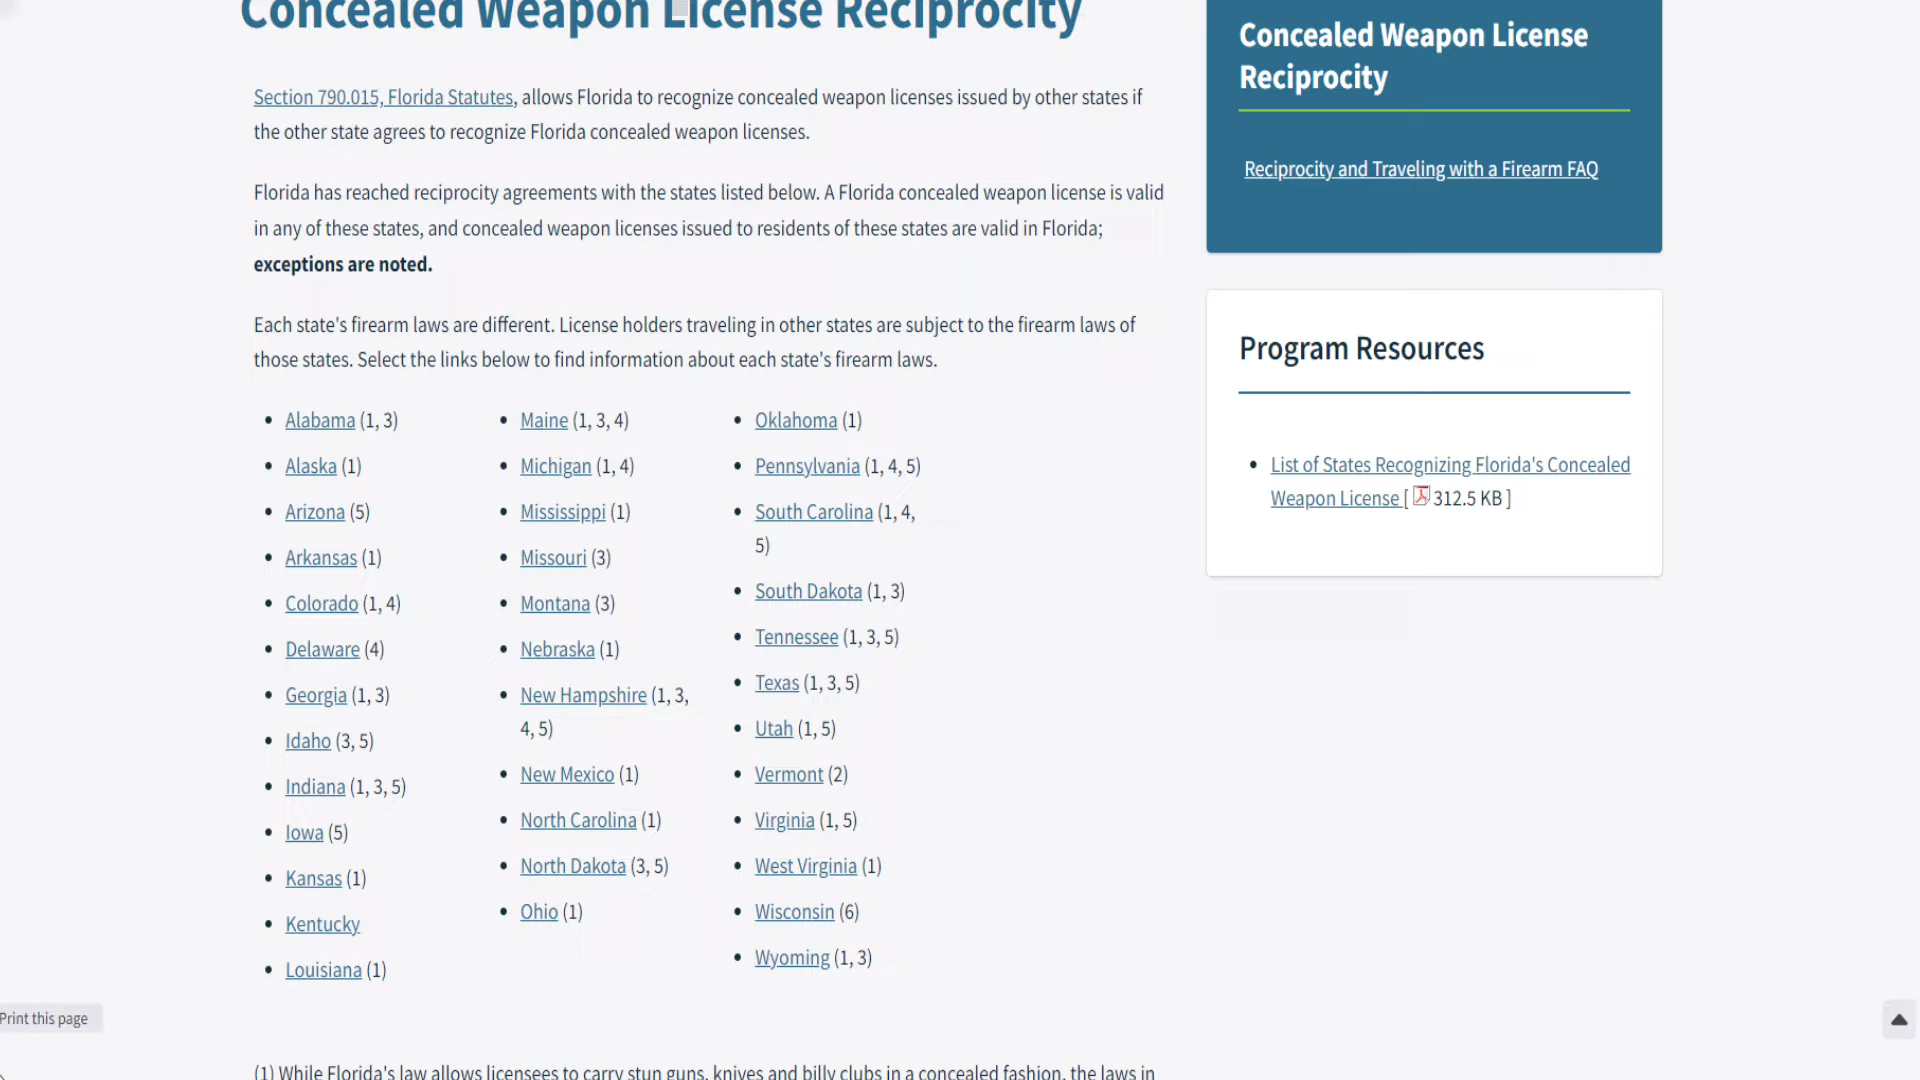 Concealed Weapon License Reciprocity
Section 790.015, Florida Statutes, allows Florida to recognize concealed weapon licenses issued by other states if
the other state agrees to recognize Florida concealed weapon licenses.
Florida has reached reciprocity agreements with the states listed below. A Florida concealed weapon license is valid
in any of these states, and concealed weapon licenses issued to residents of these states are valid in Florida;
exceptions are noted.
Each state's firearm laws are different. License holders traveling in other states are subject to the firearm laws of
those states. Select the links below to find information about each state's firearm laws.
• Alabama (1, 3)
• Alaska (1)
• Arizona (5)
• Arkansas (1)
• Colorado (1, 4)
• Delaware (4)
• Georgia (1, 3)
• Idaho (3, 5)
• Indiana (1, 3, 5)
• Iowa (5)
• Kansas (1)
• Kentucky
• Louisiana (1)
• Maine (1, 3, 4)
• Michigan (1, 4)
• Mississippi (1)
• Missouri (3)
• Montana (3)
• Nebraska (1)
• New Hampshire (1, 3,
4, 5)
• New Mexico (1)
• North Carolina (1)
• North Dakota (3, 5)
• Ohio (1)
• Oklahoma (1)
• Pennsylvania (1, 4, 5)
• South Carolina (1, 4,
5)
• South Dakota (1, 3)
• Tennessee (1, 3, 5)
• Texas (1, 3, 5)
• Utah (1, 5)
• Vermont (2)
• Virginia (1, 5)
• West Virginia (1)
• Wisconsin (6)
• Wyoming (1, 3)
(1) While Florida's law allows licensees to carry stun guns, knives and billy clubs in a concealed fashion, the laws in
Print this page
Concealed Weapon License
Reciprocity
Reciprocity and Traveling with a Firearm FAQ
Program Resources
• List of States Recognizing Florida's Concealed
Weapon License [ 312.5 KB ]